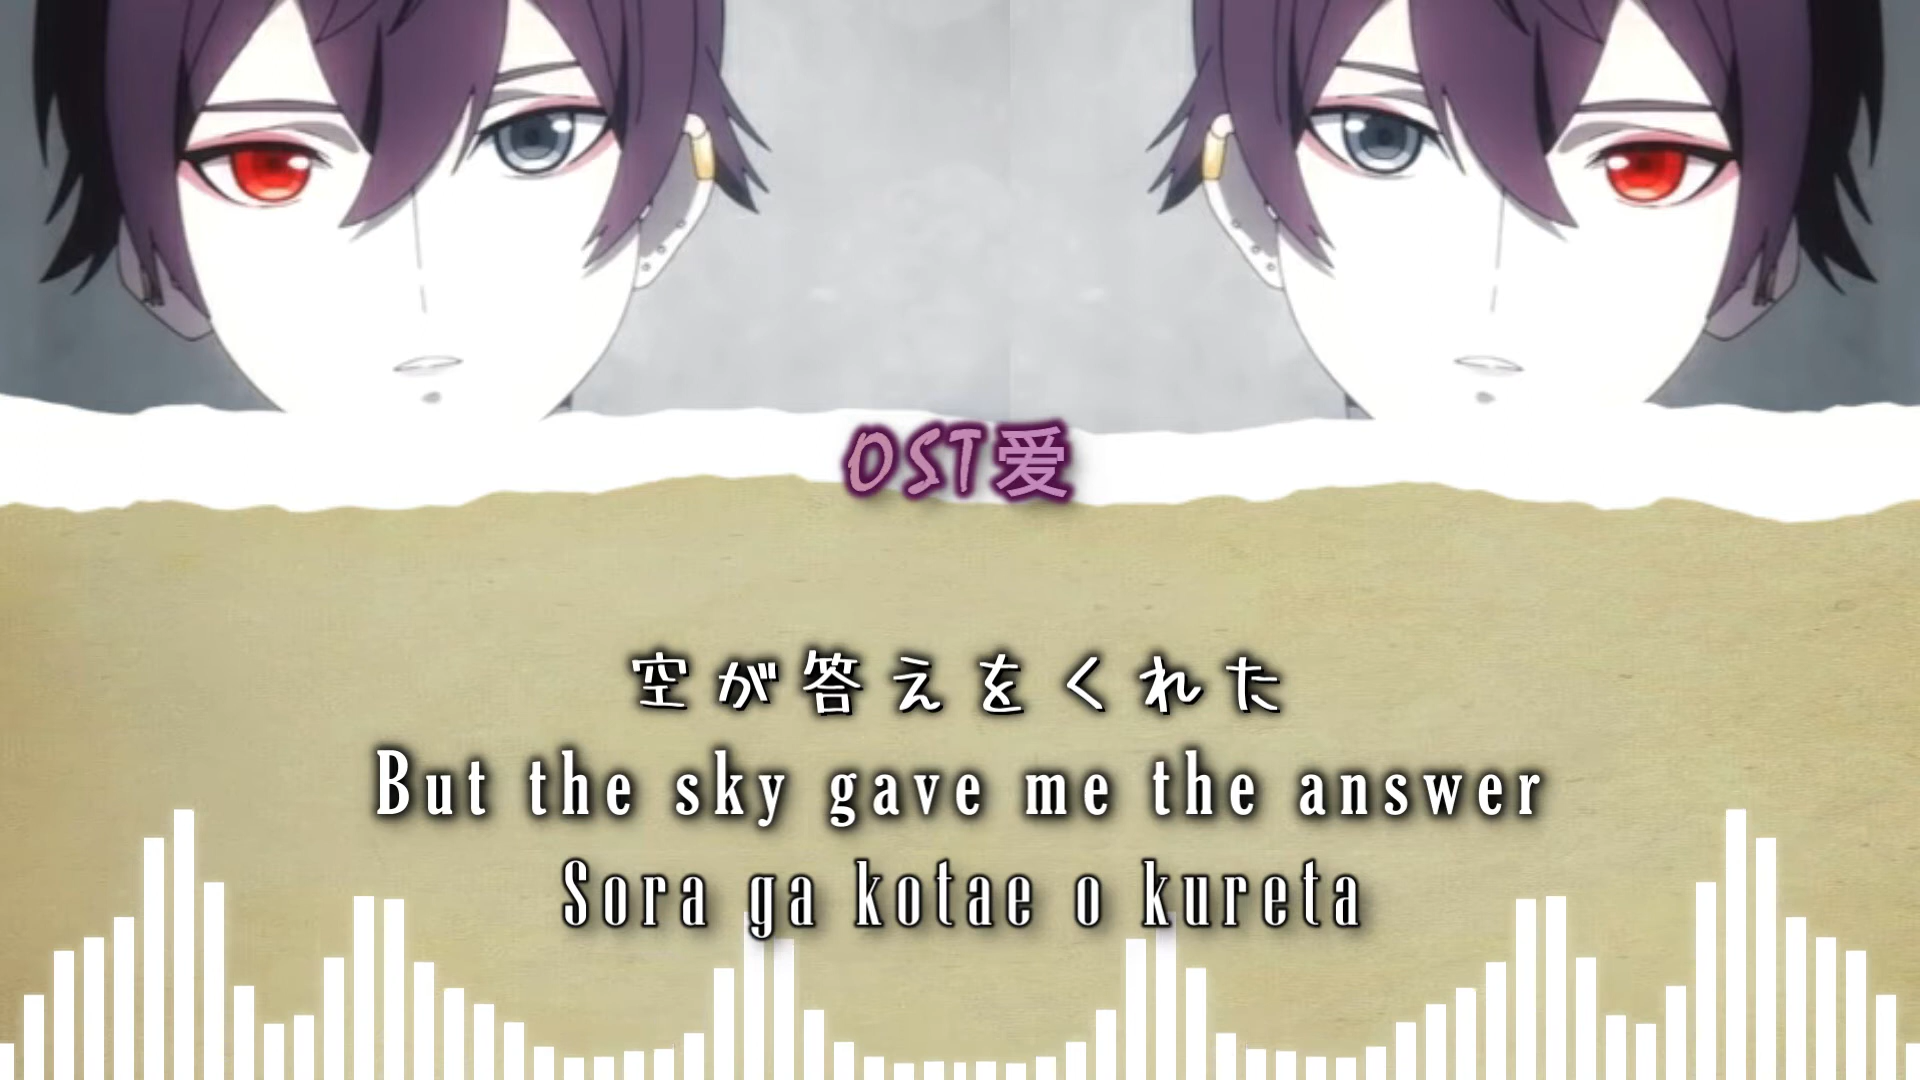 OST爱
空が答えをくれた
But the sky gave me the answer
Sora ga kotae o kureta